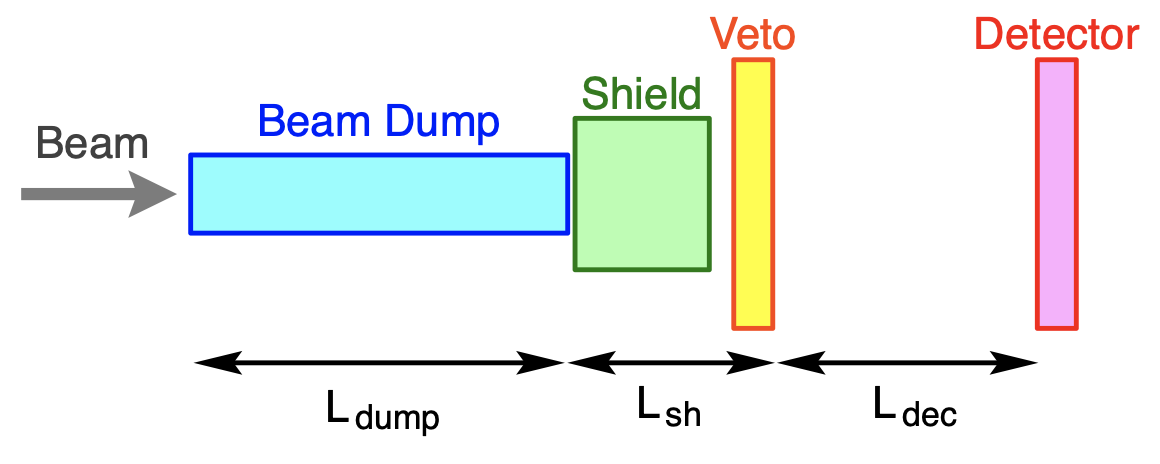 Veto
Detector
Shield
Beam Dump
Beam
L dump
L sh
L dec